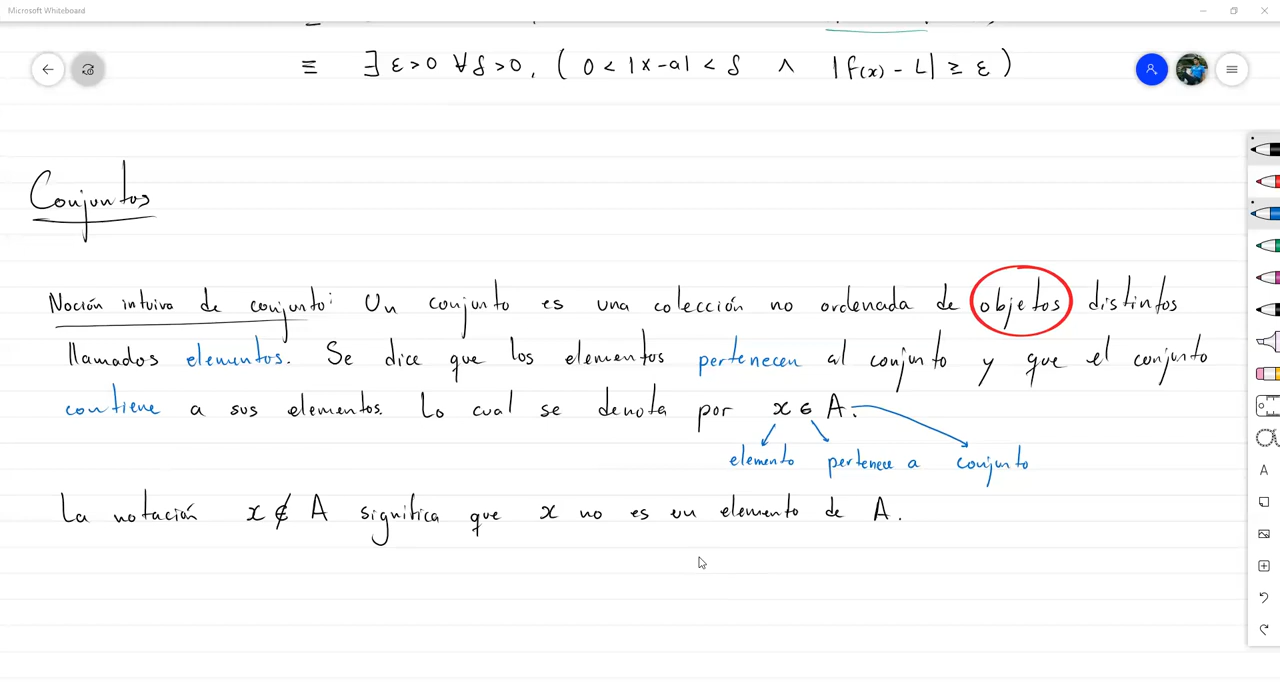 Microsoft Whiteboard
≡ ∃ ε > 0 ∀ δ > 0, ( 0 < |x - a| < δ ∧ |f(x) - L| ≥ ε )
Conjuntos
Noción intuiva de conjunto: Un conjunto es una colección no ordenada de objetos distintos
llamados elementos. Se dice que los elementos pertenecen al conjunto y que el conjunto
contiene a sus elementos. Lo cual se denota por x ∈ A.
elemento pertenece a conjunto
La notación x ∉ A significa que x no es un elemento de A.
A